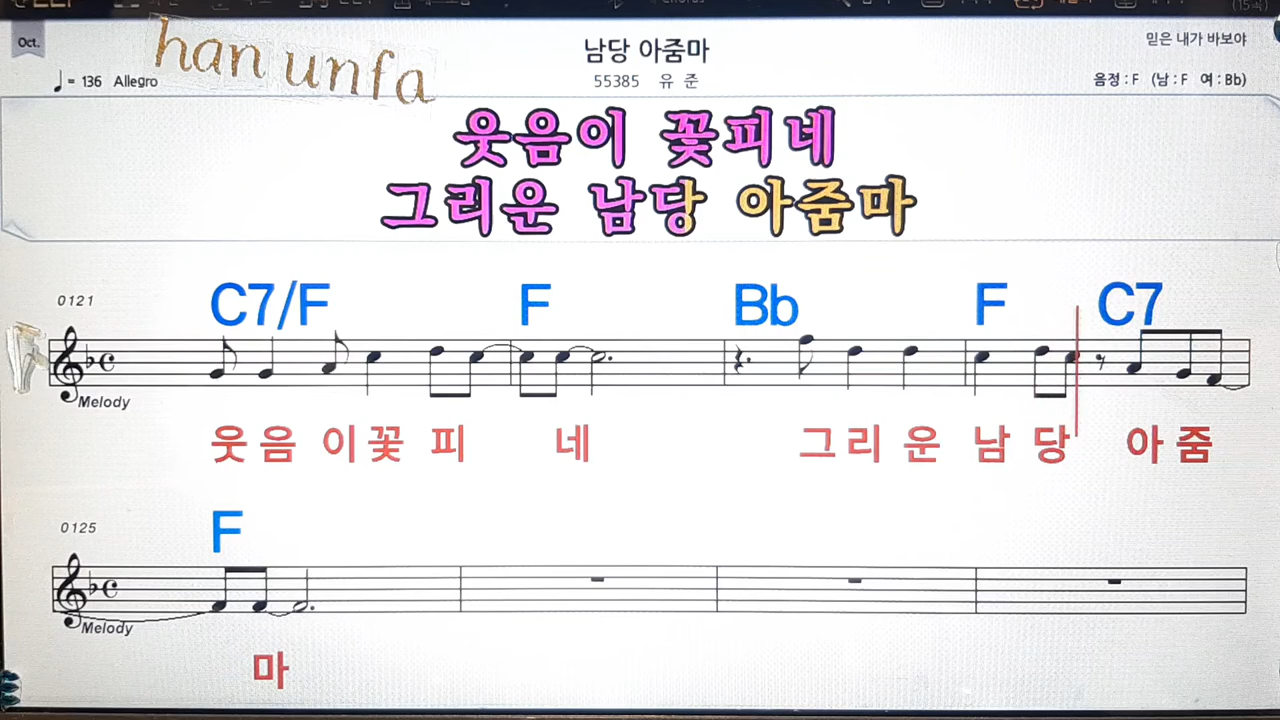 Oct.
han unfa
남당 아줌마
믿은 내가 바보야
♩= 136 Allegro
55385 유 준
음정 : F (남 : F 여 : Bb)
웃음이 꽃피네
그리운 남당 아줌마
0121
C7/F F Bb F C7
Melody
웃 음 이 꽃 피 네 그 리 운 남 당 아 줌
0125
F
Melody
마